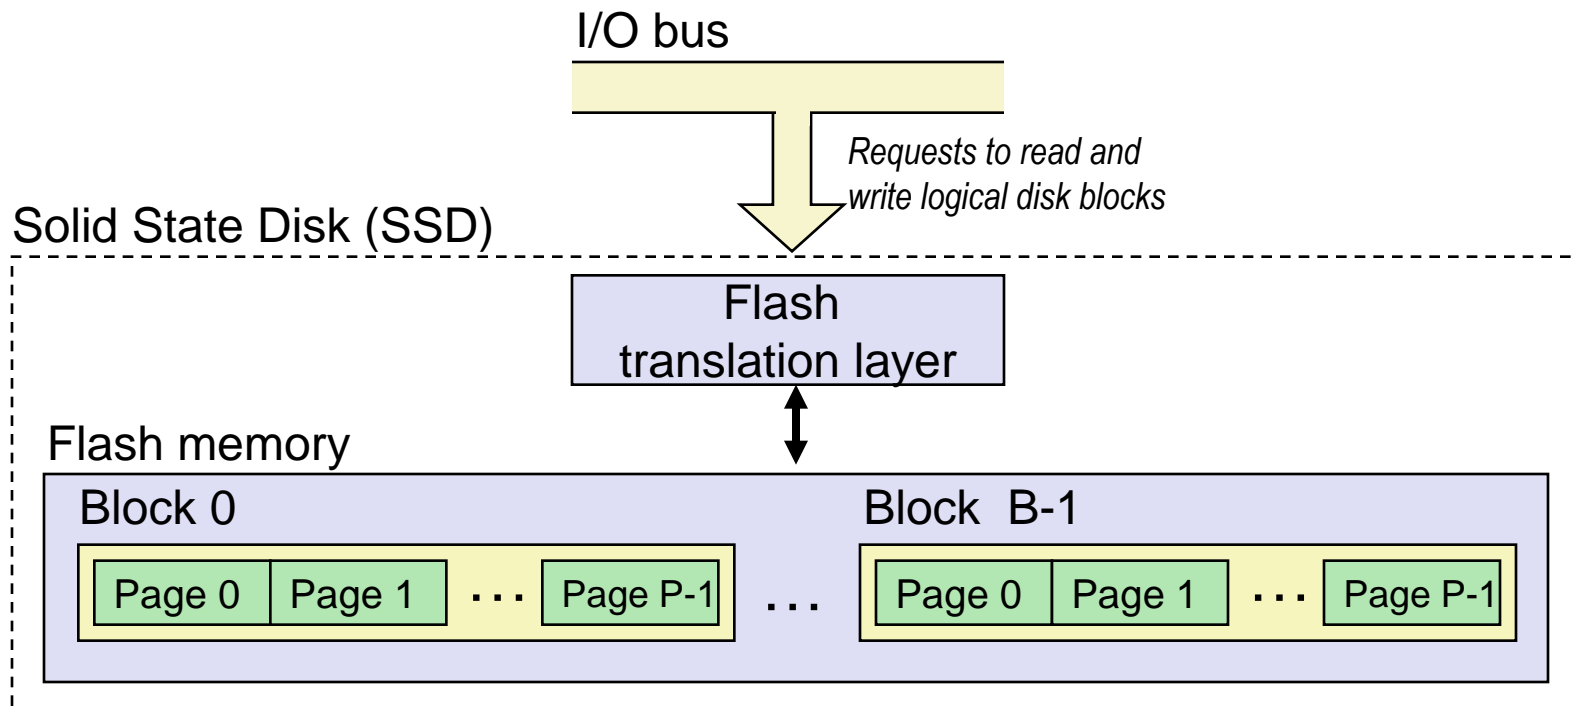 I/O bus
Requests to read and
write logical disk blocks
Solid State Disk (SSD)
Flash
translation layer
Flash memory
Block 0
Block B-1
Page 0 Page 1 ... Page P-1 ... Page 0 Page 1 ... Page P-1